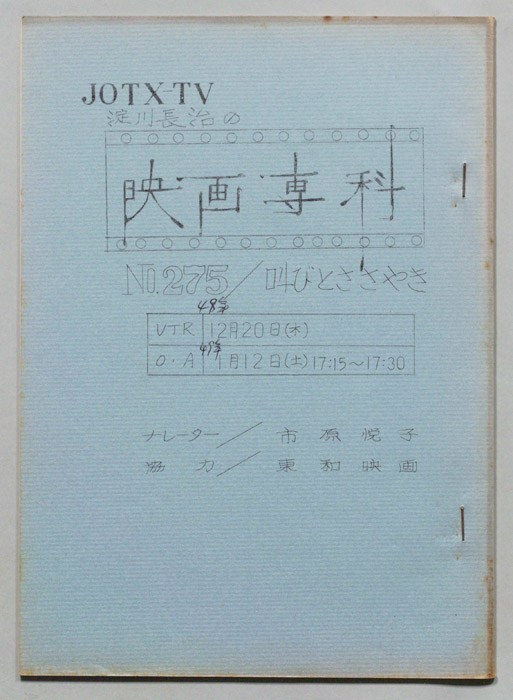 JOTX-TV
淀川長治の
映画専科
No.275／叫びとささやき
48年
VTR 12月20日(木)
49年
O・A 1月12日(土)17:15～17:30
ナレーター／市原悦子
協力／東和映画